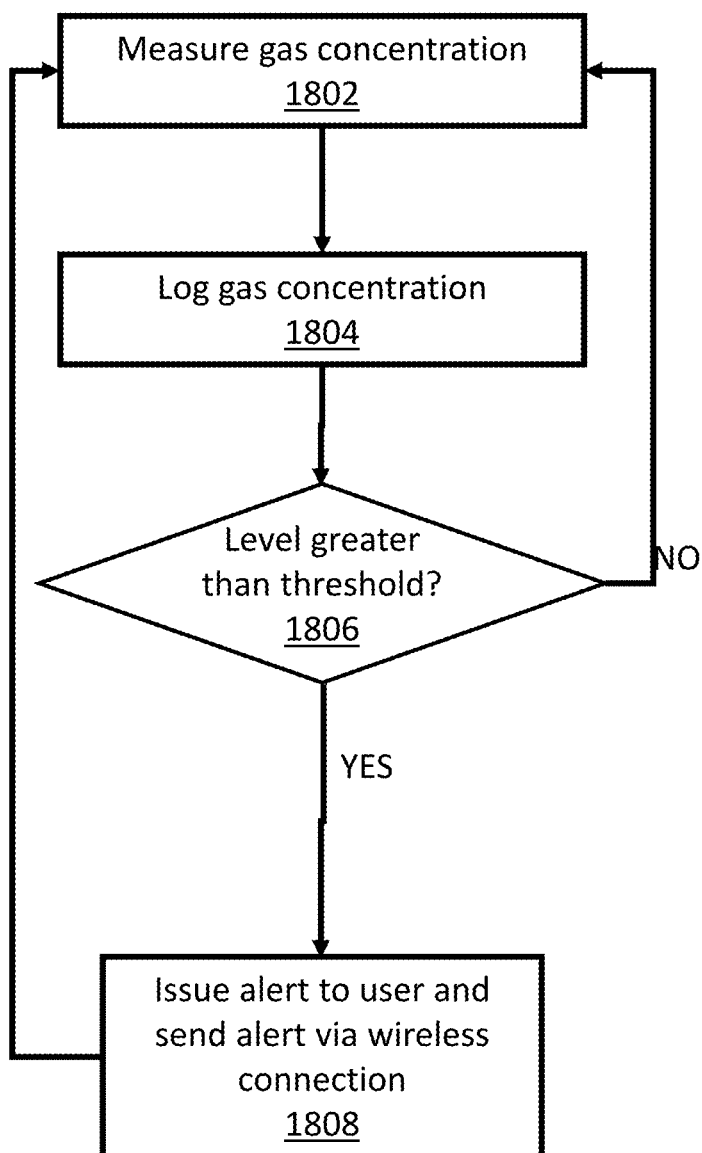 Measure gas concentration
1802
Log gas concentration
1804
Level greater
than threshold?
1806
NO
YES
Issue alert to user and
send alert via wireless
connection
1808